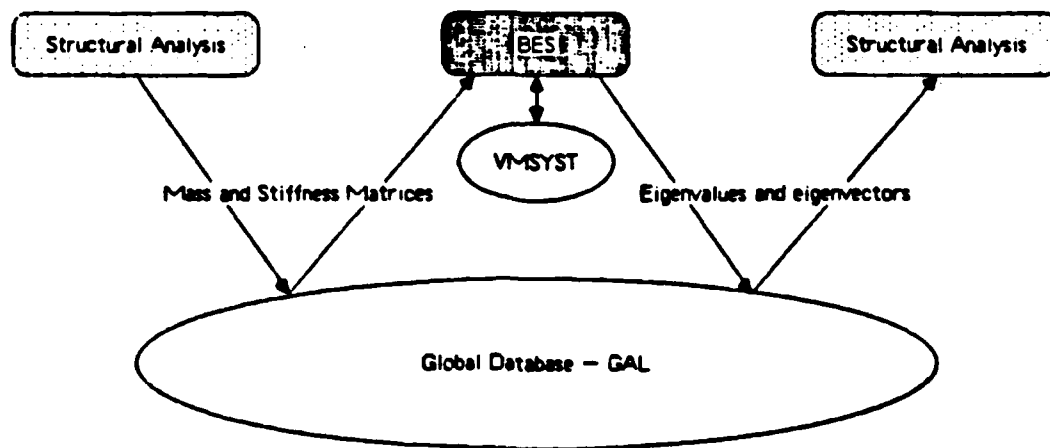 Structural Analysis
BES
Structural Analysis
VMSYST
Mass and Stiffness Matrices
Eigenvalues and eigenvectors
Global Database — GAL